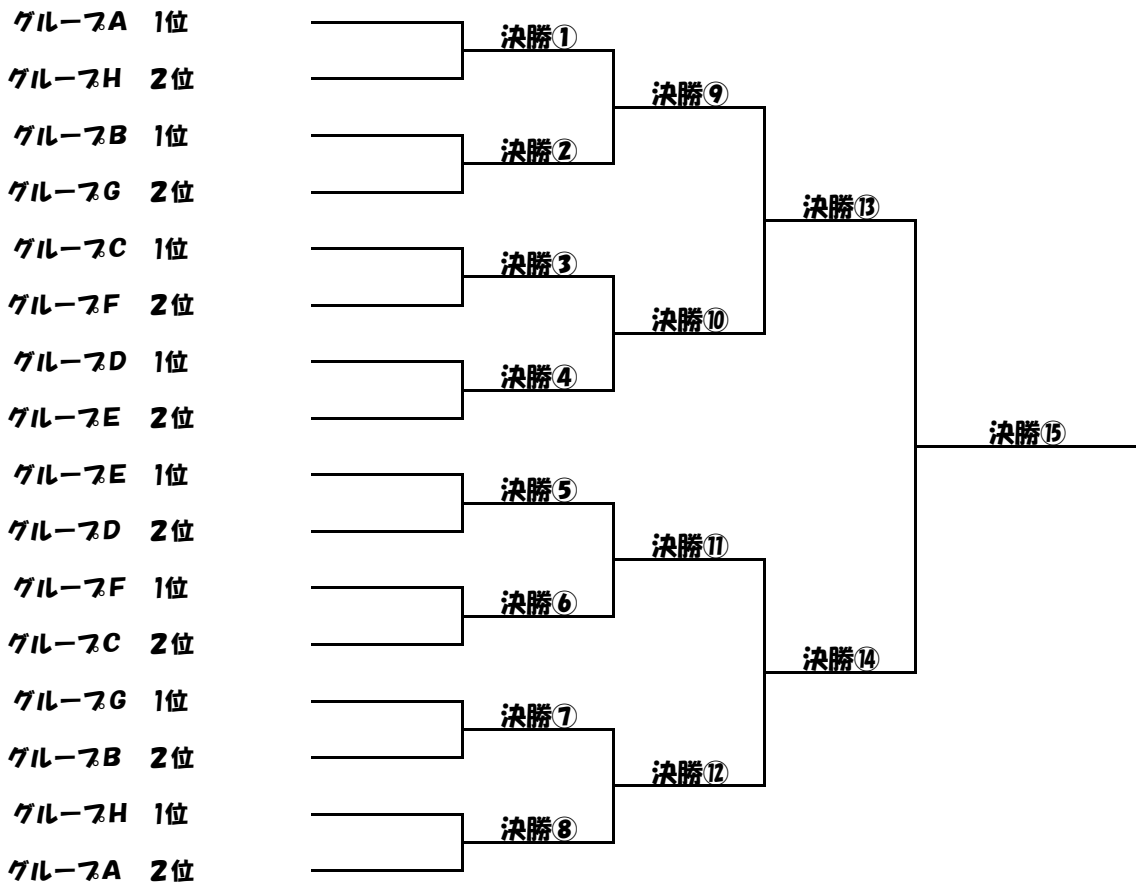 グループA 1位
決勝①
グループH 2位
決勝⑨
グループB 1位
決勝②
グループG 2位
決勝⑬
グループC 1位
決勝③
グループF 2位
決勝⑩
グループD 1位
決勝④
グループE 2位
決勝⑮
グループE 1位
決勝⑤
グループD 2位
決勝⑪
グループF 1位
決勝⑥
グループC 2位
決勝⑭
グループG 1位
決勝⑦
グループB 2位
決勝⑫
グループH 1位
決勝⑧
グループA 2位